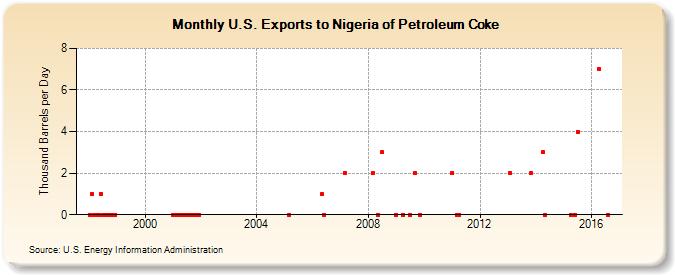 Monthly U.S. Exports to Nigeria of Petroleum Coke
Thousand Barrels per Day
8
6
4
2
0
2000 2004 2008 2012 2016
Source: U.S. Energy Information Administration